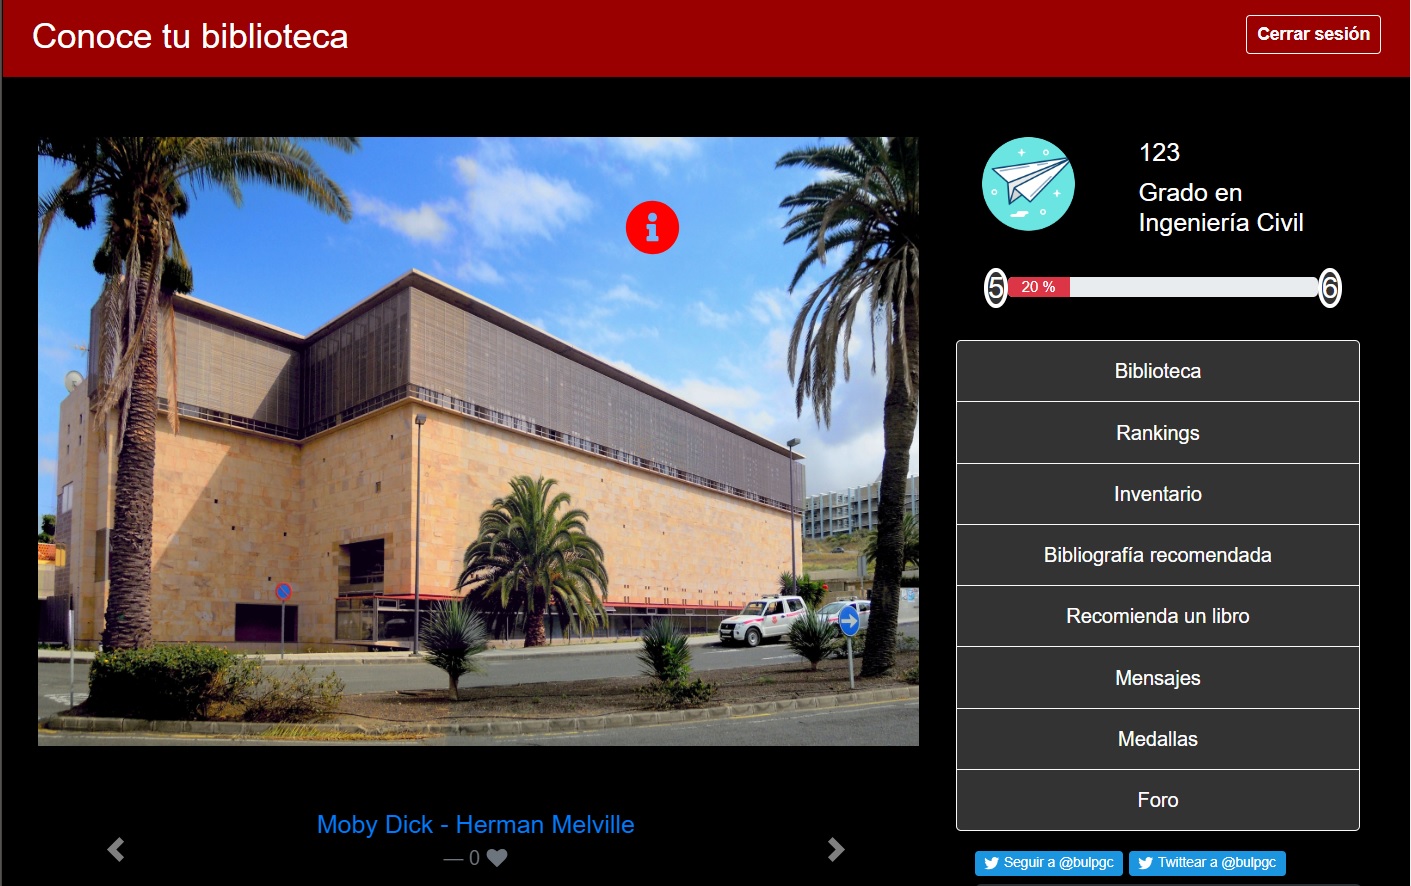 Conoce tu biblioteca
Cerrar sesión
123
Grado en
Ingeniería Civil
5 20 % 6
Biblioteca
Rankings
Inventario
Bibliografía recomendada
Recomienda un libro
Mensajes
Medallas
Foro
Moby Dick - Herman Melville
— 0
Seguir a @bulpgc Twittear a @bulpgc